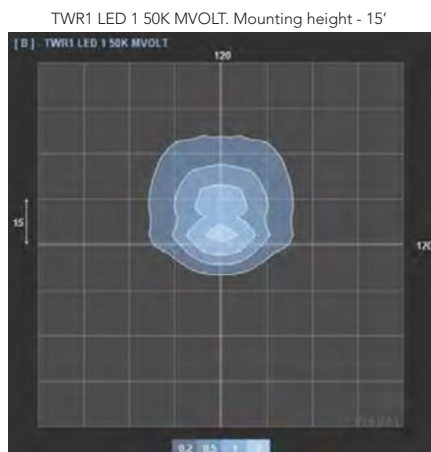 TWR1 LED 1 50K MVOLT. Mounting height - 15’
[ B ] - TWR1 LED 1 50K MVOLT
120
15
120
VISUAL
0.2 0.5 1 2